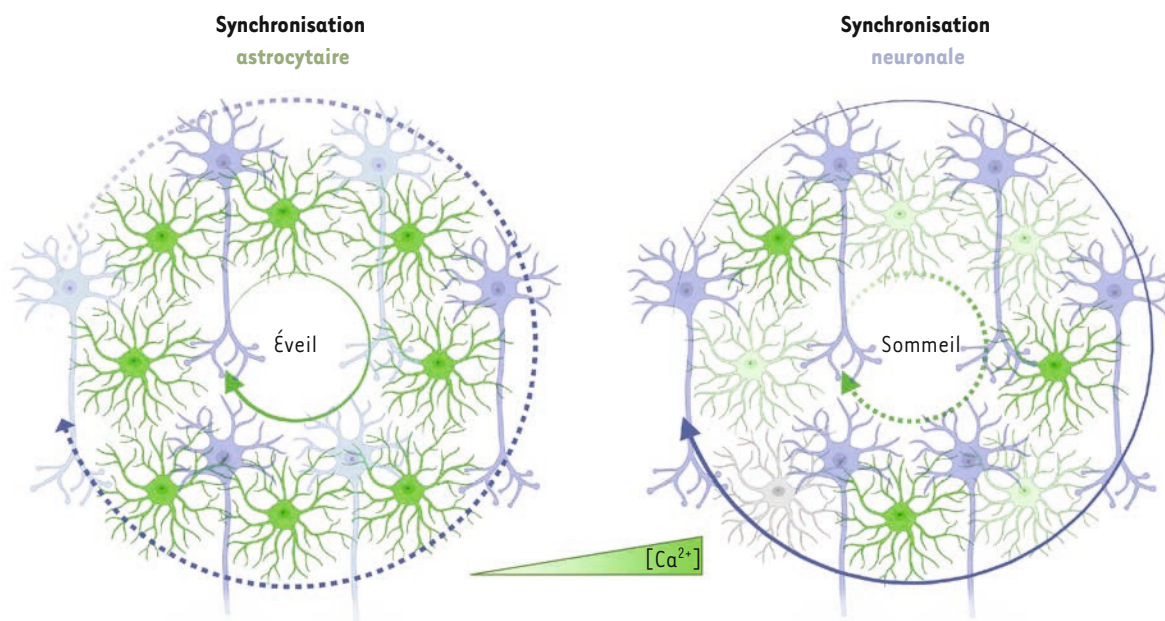 Synchronisation
astrocytaire
Synchronisation
neuronale
Éveil
Sommeil
[Ca²⁺]